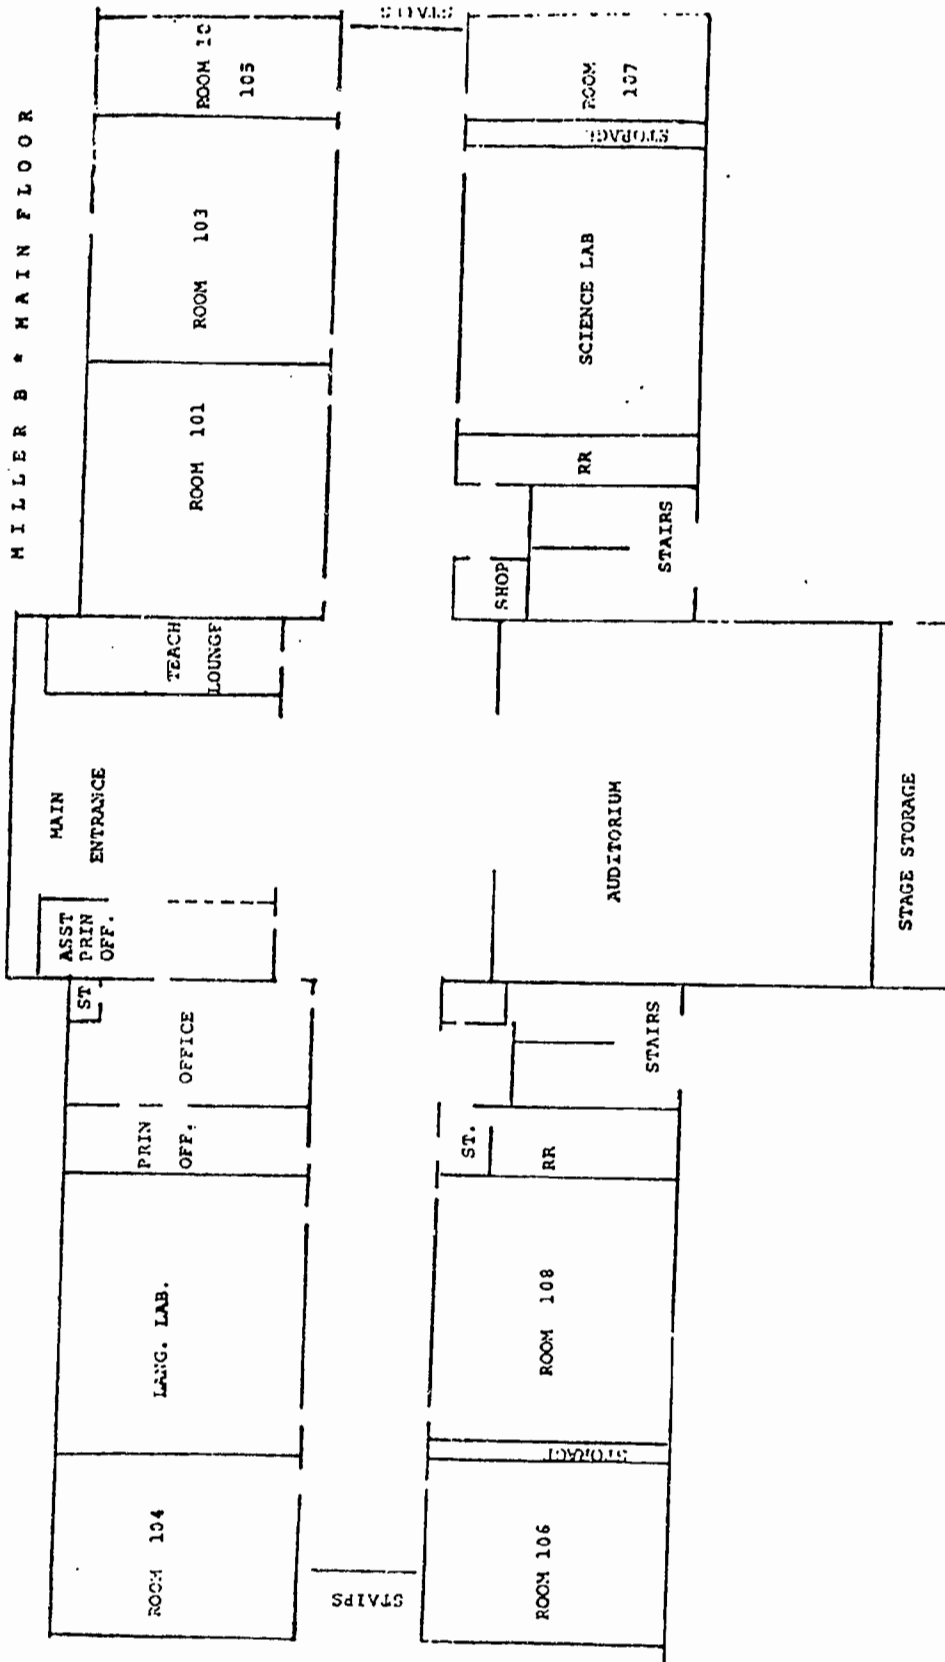 MILLER B * MAIN FLOOR
ROOM 104
LANG. LAB.
PRIN
OFF.
OFFICE
ST.
ASST
PRIN
OFF.
MAIN
ENTRANCE
TEACH
LOUNGE
ROOM 101
ROOM 103
ROOM 10
105
STAIRS
STAIRS
ROOM 106
STORAGE
ROOM 108
ST.
RR
STAIRS
AUDITORIUM
STAGE STORAGE
SHOP
STAIRS
RR
SCIENCE LAB
STORAGE
ROOM
107